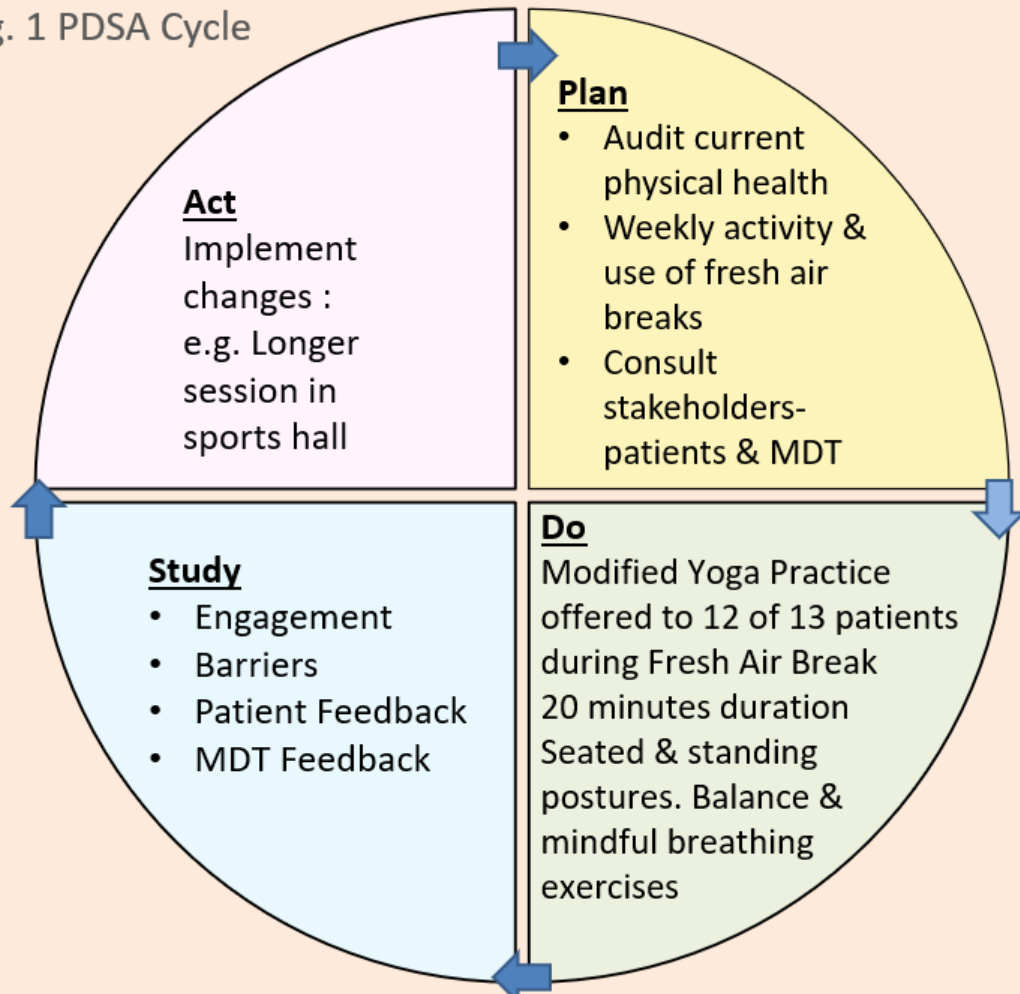 g. 1 PDSA Cycle
Plan
• Audit current
physical health
• Weekly activity &
use of fresh air
breaks
• Consult
stakeholders-
patients & MDT
Do
Modified Yoga Practice
offered to 12 of 13 patients
during Fresh Air Break
20 minutes duration
Seated & standing
postures. Balance &
mindful breathing
exercises
Study
• Engagement
• Barriers
• Patient Feedback
• MDT Feedback
Act
Implement
changes :
e.g. Longer
session in
sports hall